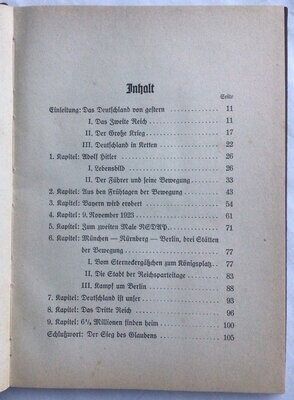 Inhalt
Seite
Einleitung: Das Deutschland von gestern 11
I. Das Zweite Reich 11
II. Der Große Krieg 17
III. Deutschland in Ketten 22
1. Kapitel: Adolf Hitler 26
I. Lebensbild 26
II. Der Führer und seine Bewegung 33
2. Kapitel: Aus den Frühtagen der Bewegung 43
3. Kapitel: Bayern wird erobert 54
4. Kapitel: 9. November 1923 61
5. Kapitel: Zum zweiten Male NSDAP. 71
6. Kapitel: München — Nürnberg — Berlin, drei Stätten
der Bewegung 77
I. Vom Sterneckergäßchen zum Königsplatz 77
II. Die Stadt der Reichsparteitage 83
III. Kampf um Berlin 88
7. Kapitel: Deutschland ist unser 93
8. Kapitel: Das Dritte Reich 96
9. Kapitel: 6½ Millionen finden heim 100
Schlußwort: Der Sieg des Glaubens 105